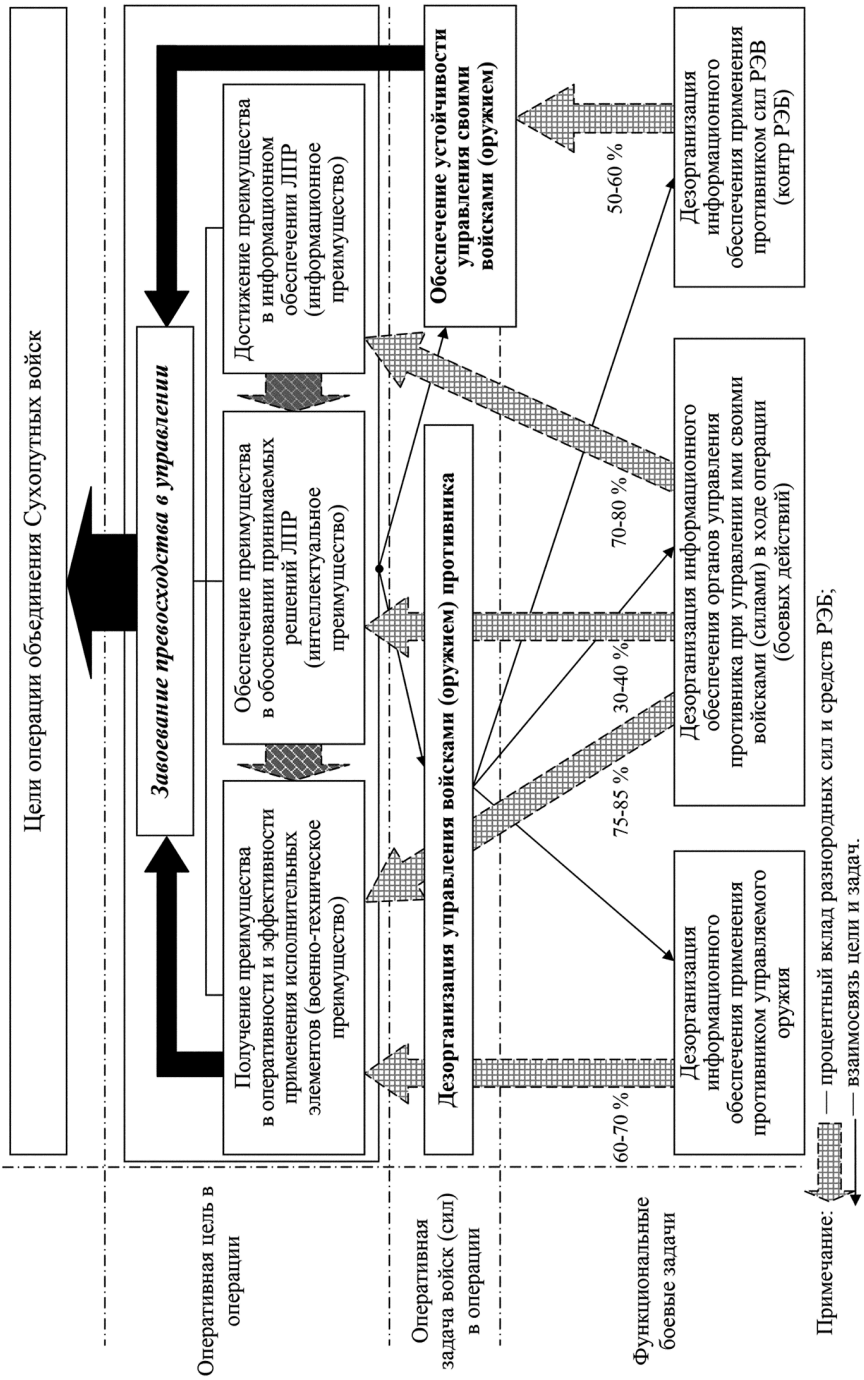 Цели операции объединения Сухопутных войск
Оперативная цель в
операции
Завоевание превосходства в управлении
Получение преимущества
в оперативности и эффективности
применения исполнительных
элементов (военно-техническое
преимущество)
Обеспечение преимущества
в обосновании принимаемых
решений ЛПР
(интеллектуальное
преимущество)
Достижение преимущества
в информационном
обеспечении ЛПР
(информационное
преимущество)
Оперативная
задача войск (сил)
в операции
Дезорганизация управления войсками (оружием) противника
Обеспечение устойчивости
управления своими
войсками (оружием)
60-70 %
75-85 %
30-40 %
70-80 %
50-60 %
Функциональные
боевые задачи
Дезорганизация
информационного
обеспечения применения
противником управляемого
оружия
Дезорганизация информационного
обеспечения органов управления
противника при управлении ими своими
войсками (силами) в ходе операции
(боевых действий)
Дезорганизация
информационного
обеспечения применения
противником сил РЭВ
(контр РЭБ)
Примечание:
— процентный вклад разнородных сил и средств РЭБ;
— взаимосвязь цели и задач.